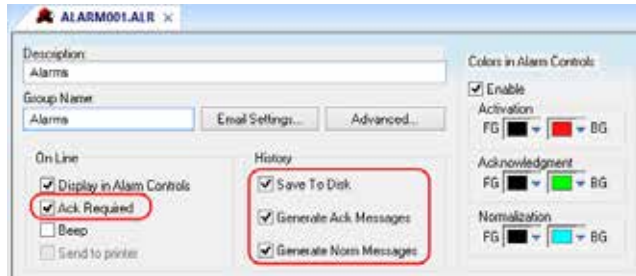 ALARM001.ALR ×
Description:
Alarms
Group Name:
Alarms
Email Settings...
Advanced...
On Line
Display in Alarm Controls
Ack Required
Beep
Send to printer
History
Save To Disk
Generate Ack Messages
Generate Norm Messages
Colors in Alarm Controls
Enable
Activation
FG BG
Acknowledgment
FG BG
Normalization
FG BG